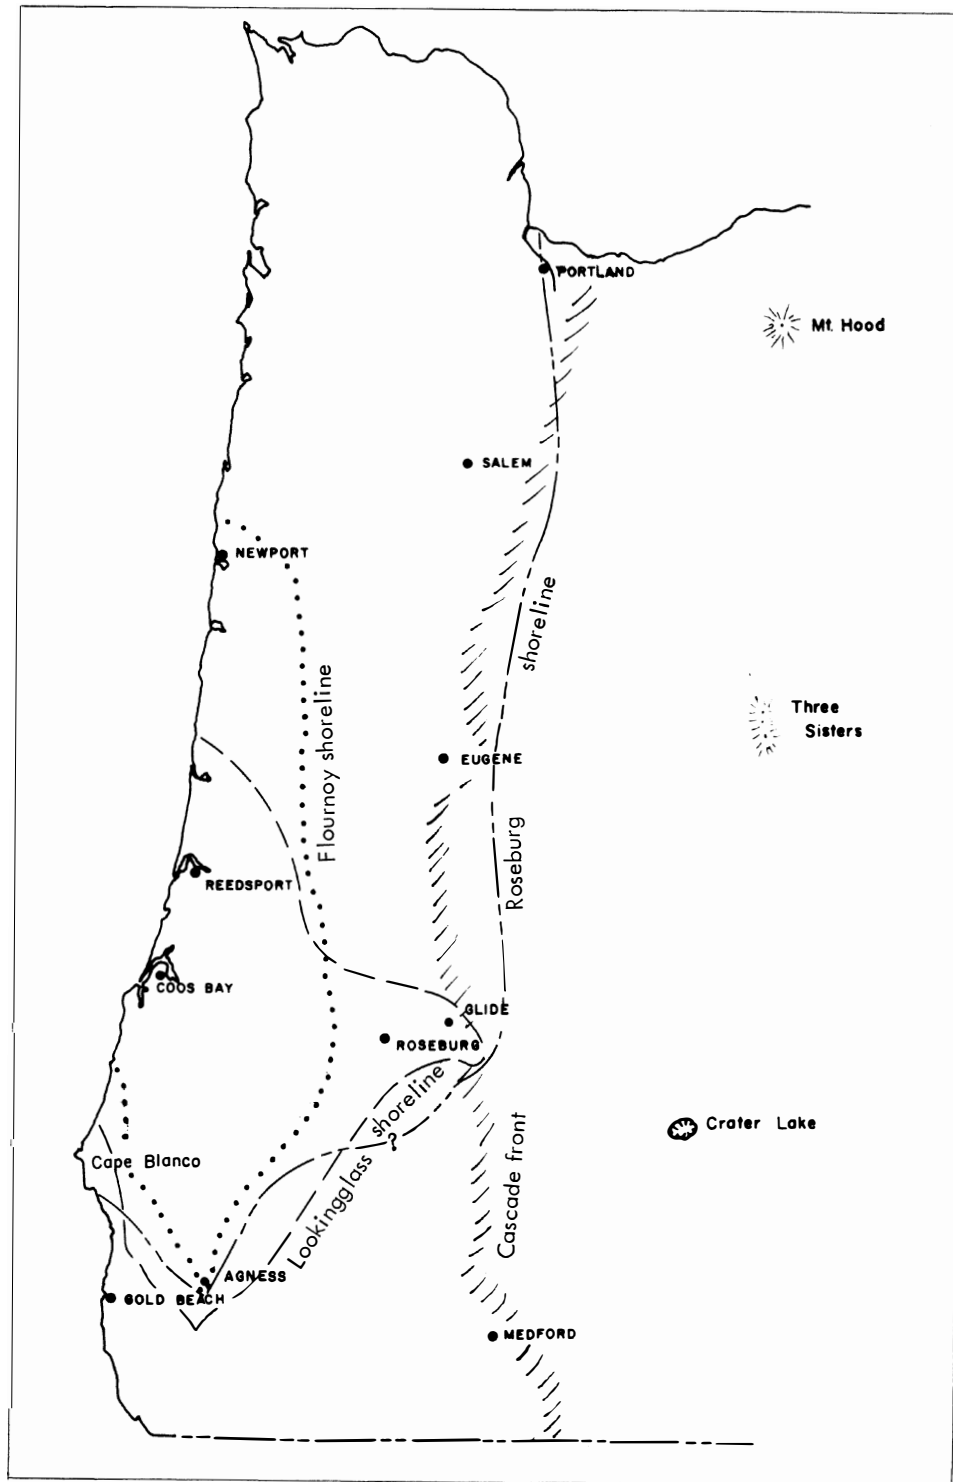 PORTLAND
Mt. Hood
SALEM
NEWPORT
shoreline
Flournoy shoreline
Three
Sisters
EUGENE
Roseburg
REEDSPORT
COOS BAY
GLIDE
ROSEBURG
shoreline
?
Lookingglass
Crater Lake
Cape Blanco
Cascade front
AGNESS
GOLD BEACH
MEDFORD